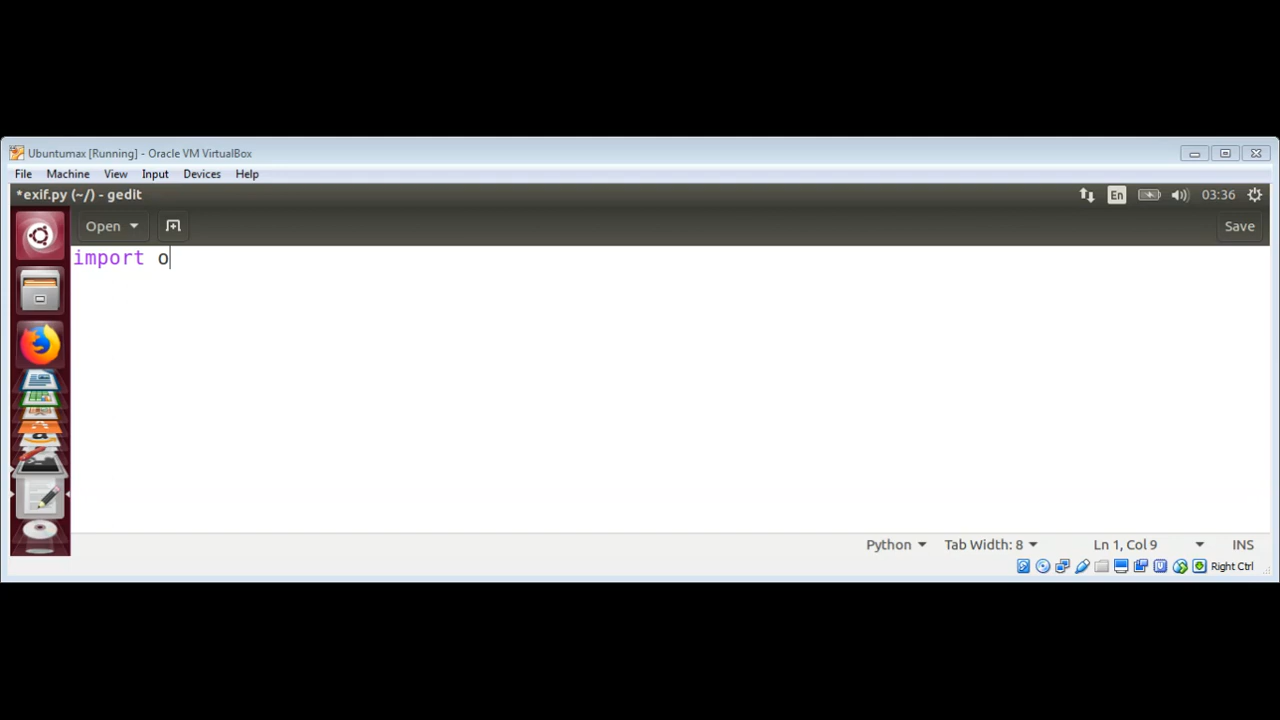 Ubuntumax [Running] - Oracle VM VirtualBox
File Machine View Input Devices Help
*exif.py (~/) - gedit
En
03:36
Open
Save
import o
a
Python
Tab Width: 8
Ln 1, Col 9
INS
Right Ctrl